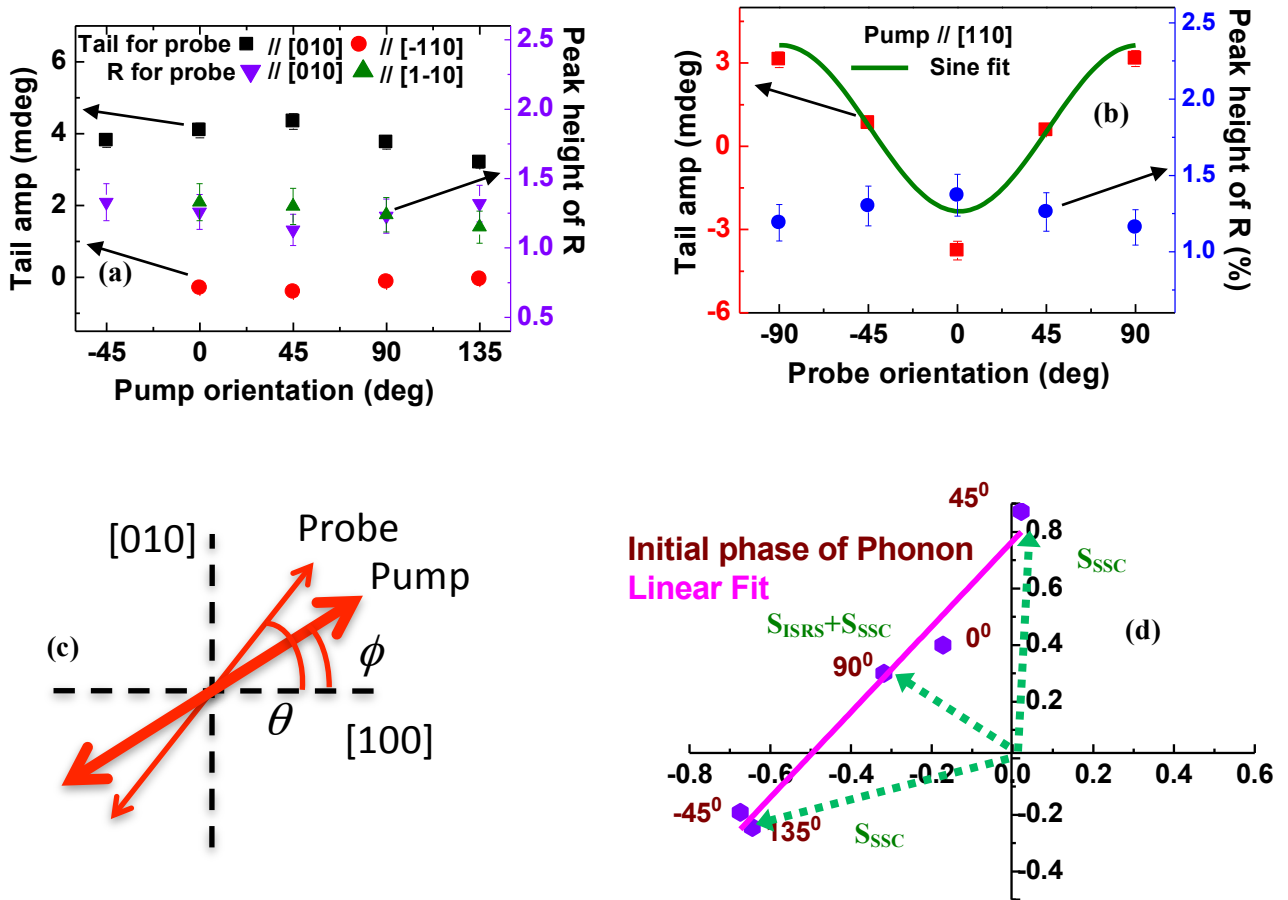 Tail for probe ■ // [010] ● // [-110]
R for probe ▼ // [010] ▲ // [1-10]
Tail amp (mdeg)
6
4
2
0
Peak height of R
2.5
2.0
1.5
1.0
0.5
(a)
-45 0 45 90 135
Pump orientation (deg)
Pump // [110]
Sine fit
(b)
Tail amp (mdeg)
3
0
-3
-6
Peak height of R (%)
2.5
2.0
1.5
1.0
-90 -45 0 45 90
Probe orientation (deg)
[010]
Probe
Pump
(c)
ϕ
θ
[100]
45⁰
Initial phase of Phonon
Linear Fit
S_SSC
(d)
S_ISRS+S_SSC
0⁰
90⁰
-45⁰
135⁰
S_SSC
0.8
0.6
0.4
0.2
-0.8 -0.6 -0.4 -0.2 0.0 0.2 0.4 0.6
-0.2
-0.4